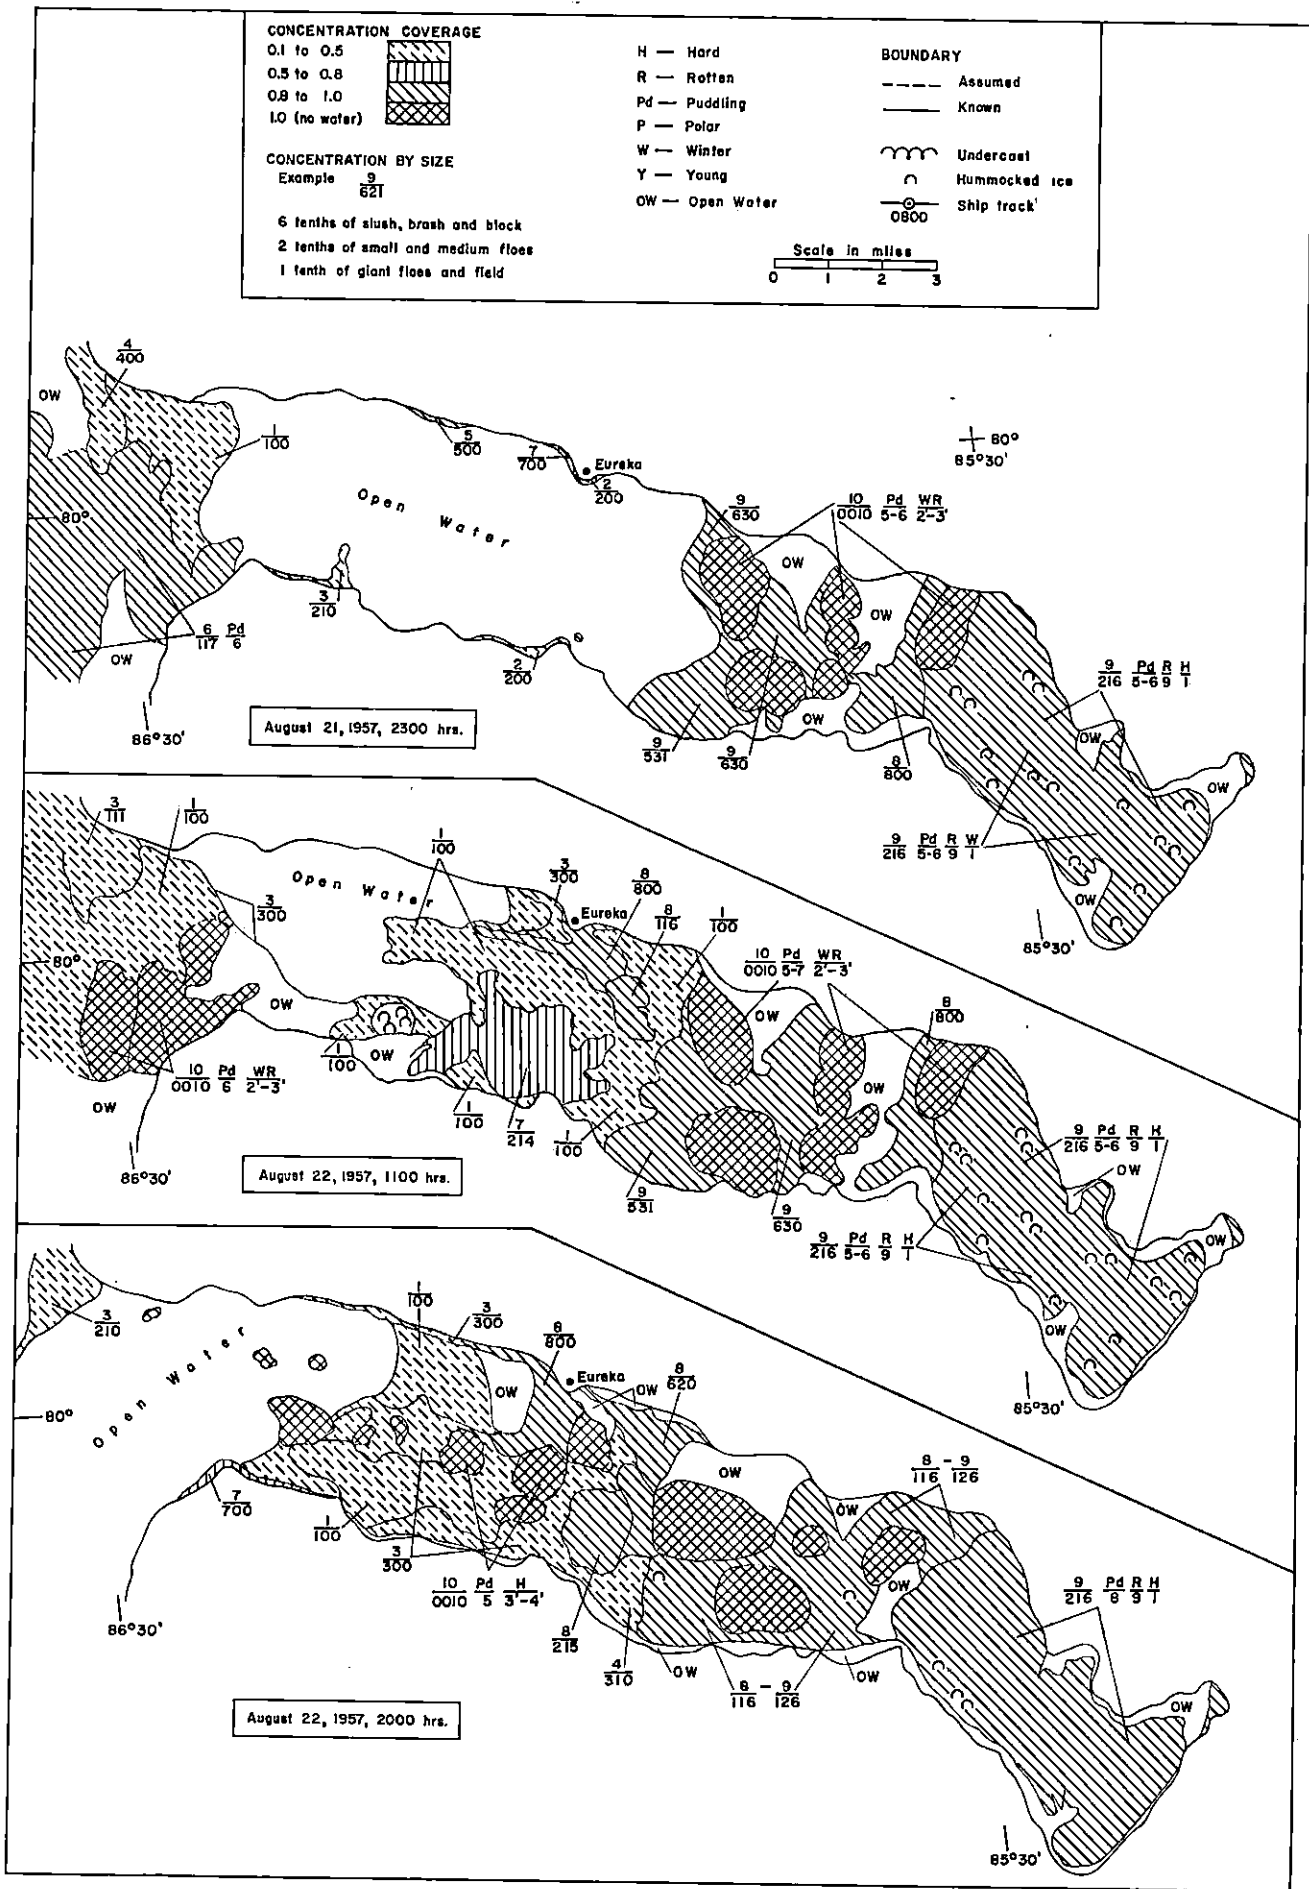 CONCENTRATION COVERAGE
0.1 to 0.5
0.5 to 0.8
0.8 to 1.0
1.0 (no water)
CONCENTRATION BY SIZE
Example 9/621
6 tenths of slush, brash and block
2 tenths of small and medium floes
1 tenth of giant floes and field
H — Hard
R — Rotten
Pd — Puddling
P — Polar
W — Winter
Y — Young
OW — Open Water
BOUNDARY
Assumed
Known
Undercast
Hummocked ice
0800 Ship track
Scale in miles
0 1 2 3
4/400
OW
1/100
5/500
7/700
Eureka
2/200
80°
85°30'
Open Water
80°
9/630
10/0010 Pd/5-6 WR/2'-3'
OW
OW
3/210
6/117 Pd/6
OW
2/200
OW
9/216 Pd/5-6 R/9 H/1
86°30'
August 21, 1957, 2300 hrs.
9/531
9/630
8/800
OW
OW
9/216 Pd/5-6 R/9 W/1
OW
85°30'
3/111
1/100
3/300
Open Water
1/100
3/300
Eureka
8/800
8/116
1/100
80°
10/0010 Pd/5-7 WR/2'-3'
OW
OW
8/800
OW
1/100
OW
10/0010 Pd/6 WR/2'-3'
OW
1/100
7/214
1/100
86°30'
August 22, 1957, 1100 hrs.
9/531
9/630
9/216 Pd/5-6 R/9 H/1
OW
9/216 Pd/5-6 R/9 H/1
OW
OW
85°30'
3/210
Open Water
1/100
3/300
8/800
Eureka
OW
OW
8/620
80°
OW
OW
8/116 - 9/126
7/700
1/100
3/300
10/0010 Pd/5 H/3'-4'
8/215
4/310
OW
8/116 - 9/126
OW
OW
9/216 Pd/8 R/9 H/1
86°30'
August 22, 1957, 2000 hrs.
OW
85°30'